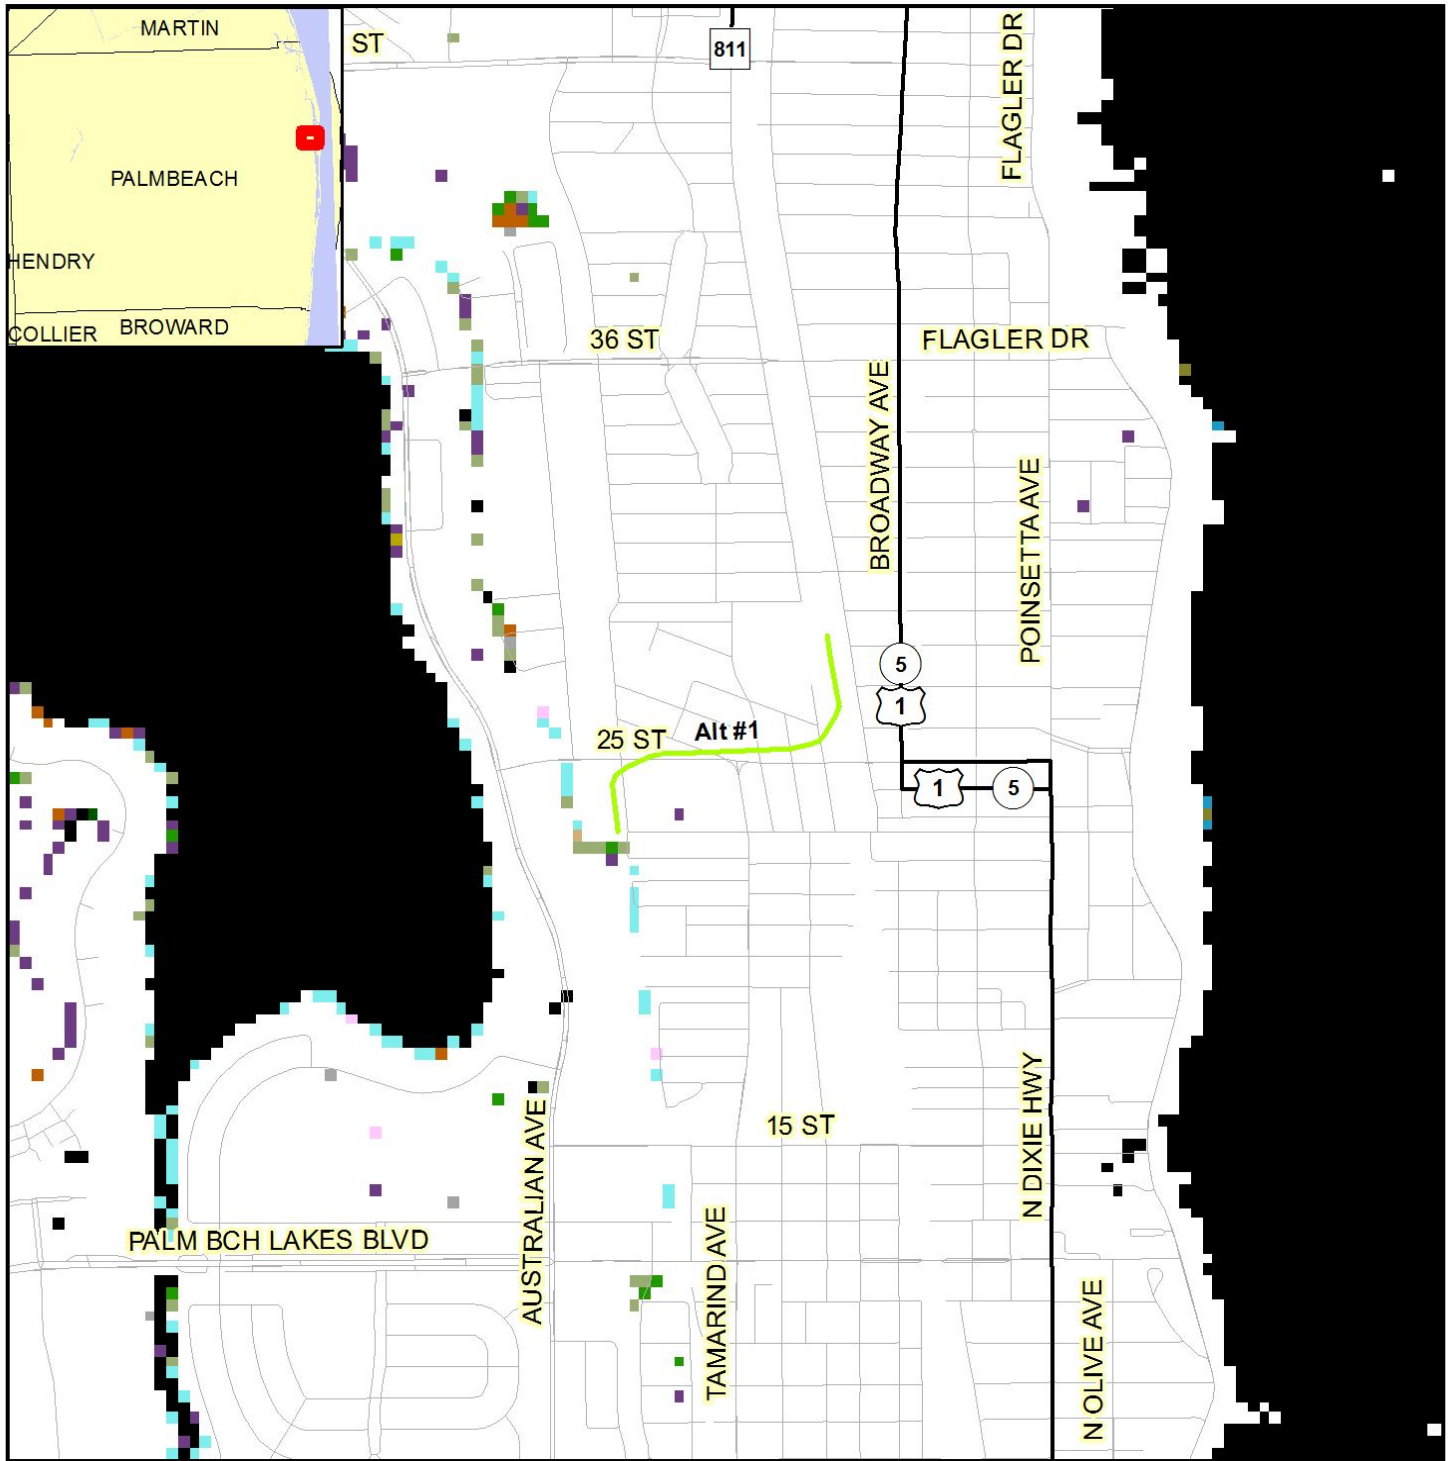 MARTIN
PALMBEACH
HENDRY
COLLIER
BROWARD
ST
811
FLAGLER DR
36 ST
FLAGLER DR
BROADWAY AVE
POINSETTA AVE
5
1
25 ST
Alt #1
1
5
15 ST
N DIXIE HWY
AUSTRALIAN AVE
PALM BCH LAKES BLVD
TAMARIND AVE
N OLIVE AVE